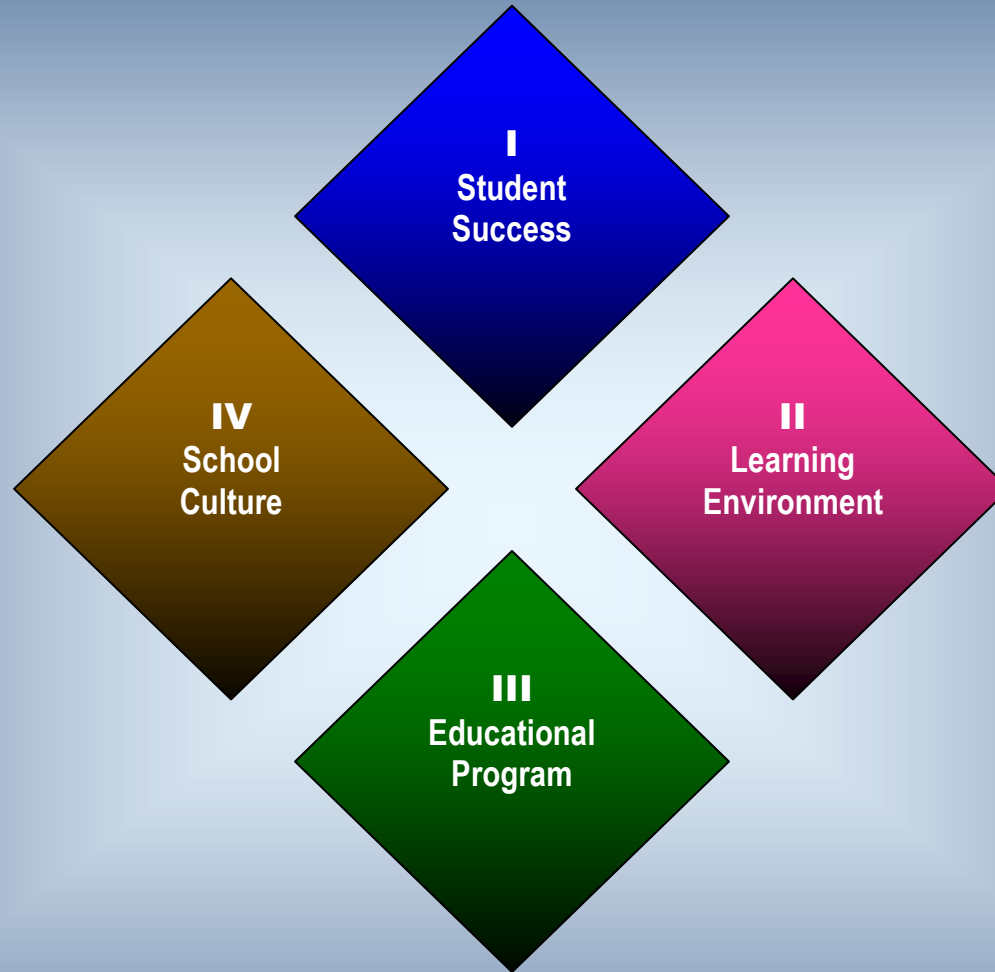 I
Student
Success
II
Learning
Environment
III
Educational
Program
IV
School
Culture